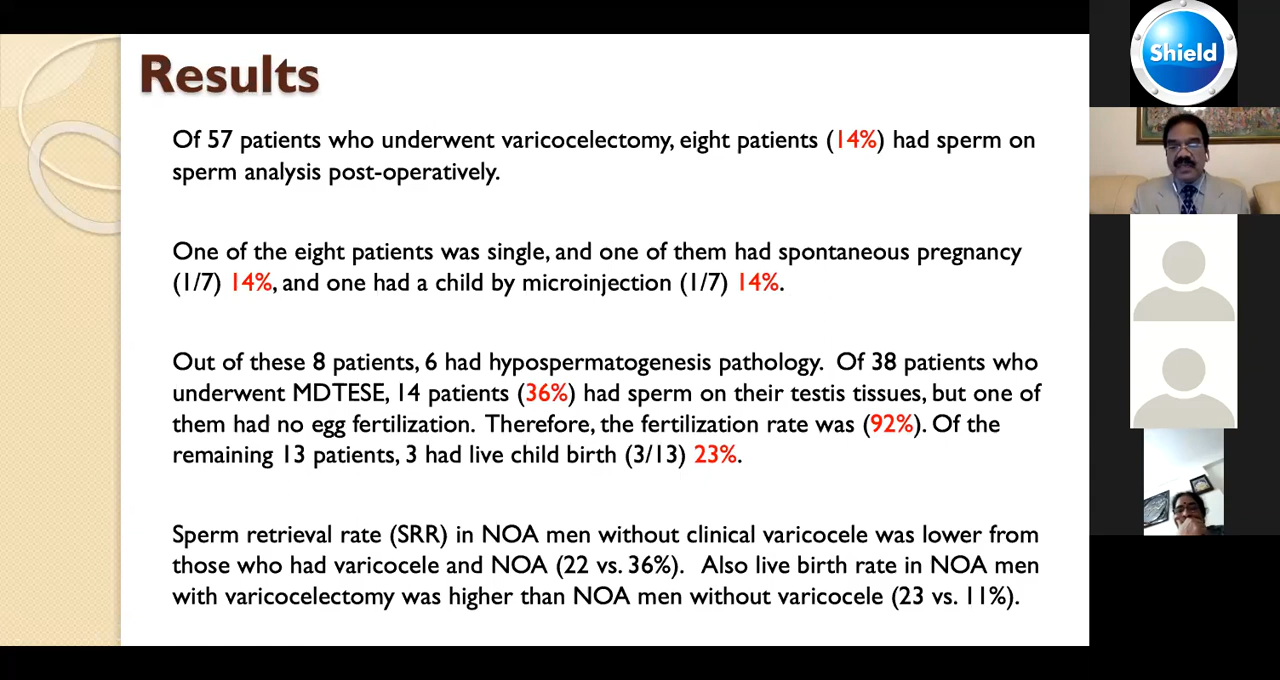 Results
Of 57 patients who underwent varicocelectomy, eight patients (14%) had sperm on
sperm analysis post-operatively.
One of the eight patients was single, and one of them had spontaneous pregnancy
(1/7) 14%, and one had a child by microinjection (1/7) 14%.
Out of these 8 patients, 6 had hypospermatogenesis pathology. Of 38 patients who
underwent MDTESE, 14 patients (36%) had sperm on their testis tissues, but one of
them had no egg fertilization. Therefore, the fertilization rate was (92%). Of the
remaining 13 patients, 3 had live child birth (3/13) 23%.
Sperm retrieval rate (SRR) in NOA men without clinical varicocele was lower from
those who had varicocele and NOA (22 vs. 36%). Also live birth rate in NOA men
with varicocelectomy was higher than NOA men without varicocele (23 vs. 11%).
Shield